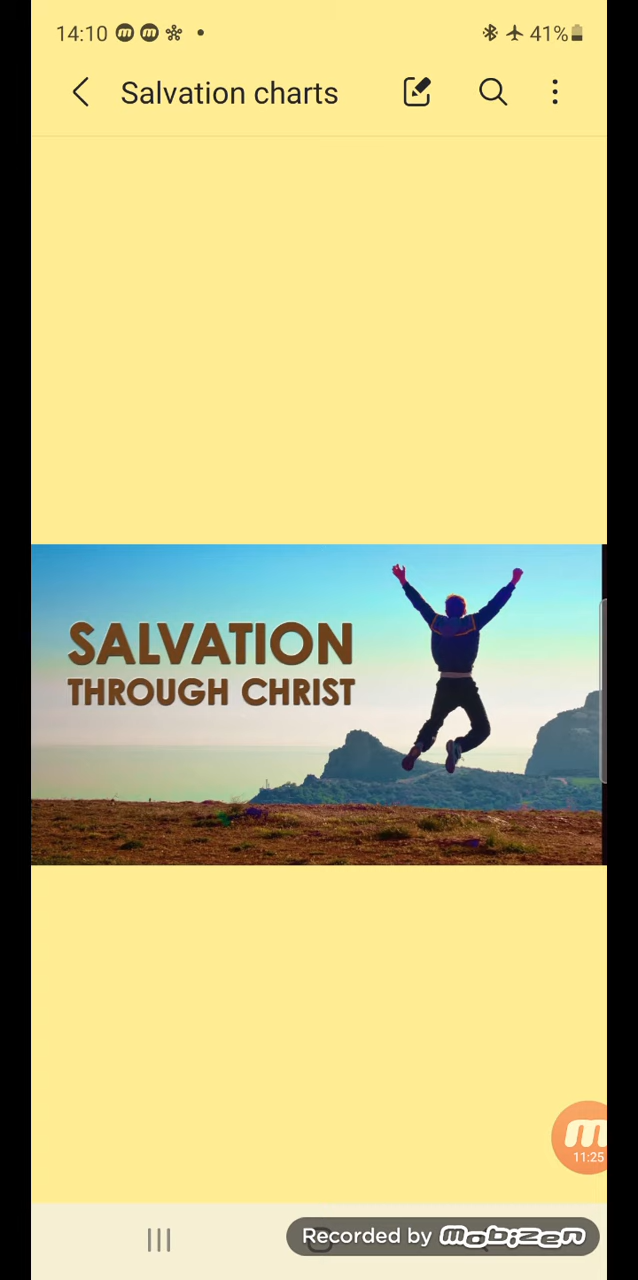 14:10
41%
Salvation charts
SALVATION
THROUGH CHRIST
m
11:25
Recorded by mobizen